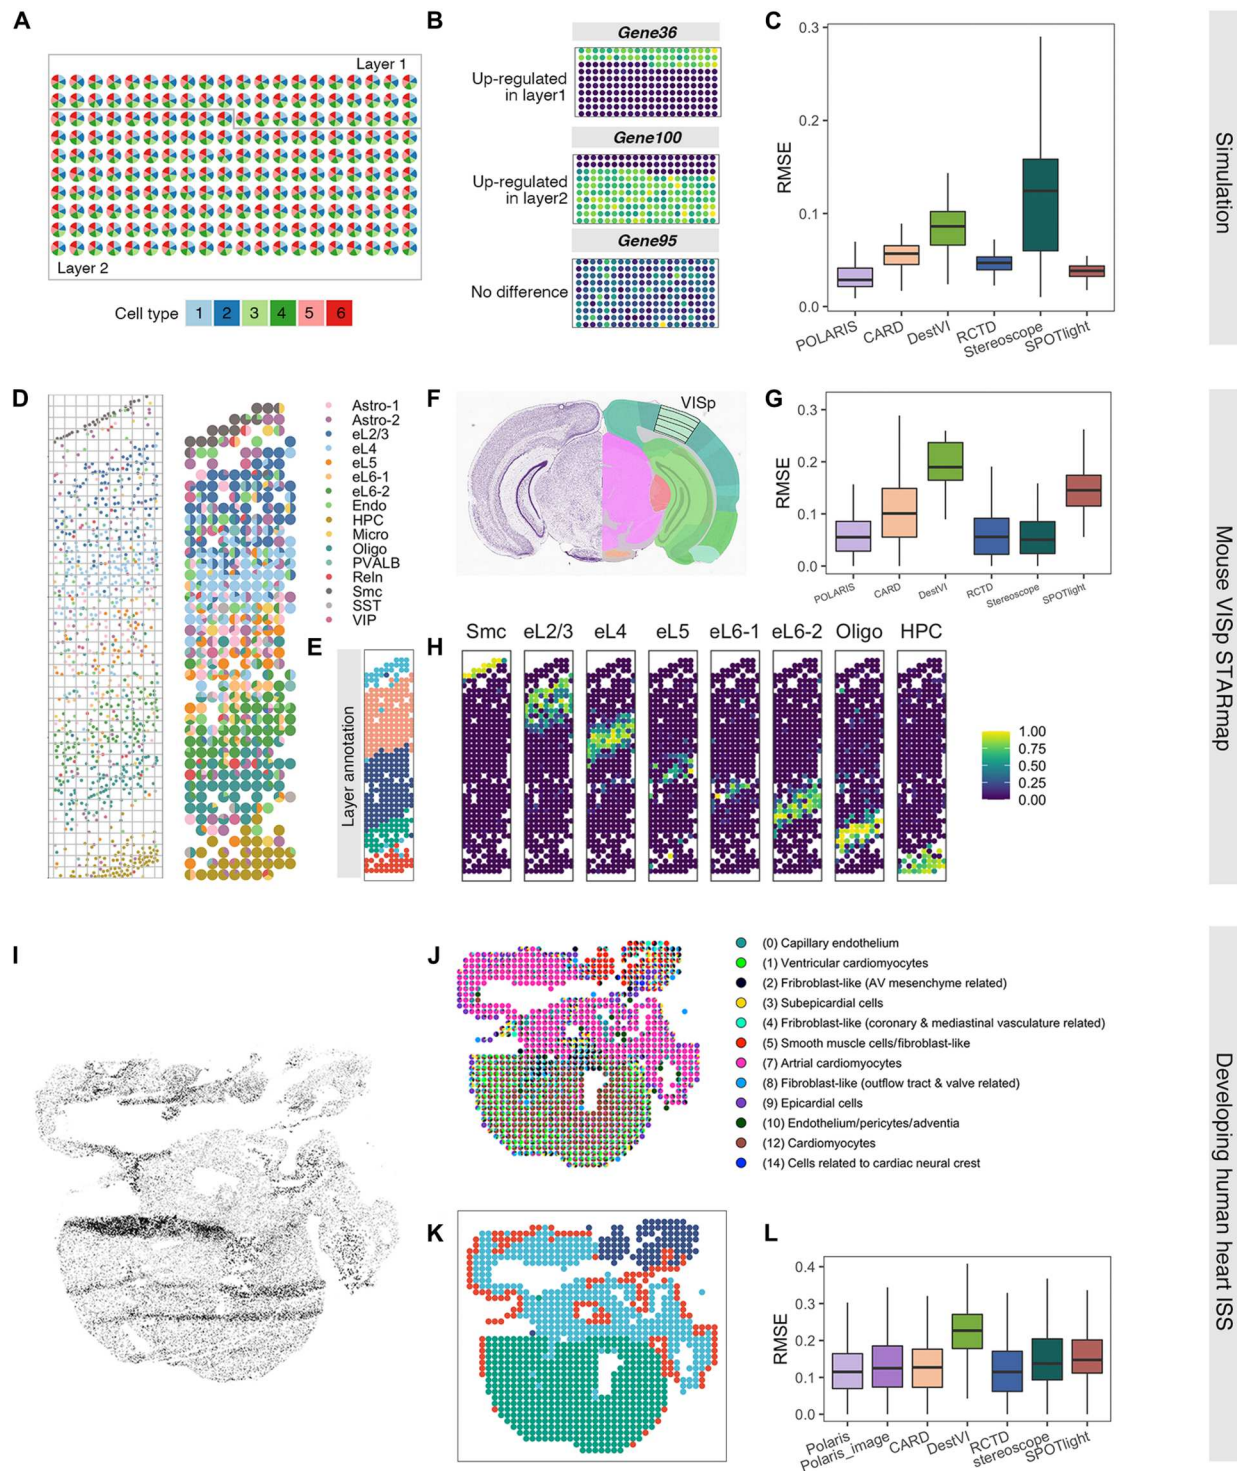 A
Layer 1
Layer 2
Cell type 1 2 3 4 5 6
B
Gene36
Up-regulated
in layer1
Gene100
Up-regulated
in layer2
Gene95
No difference
C
RMSE
0.3
0.2
0.1
0.0
POLARIS
CARD
DestVI
RCTD
Stereoscope
SPOTlight
Simulation
D
Astro-1
Astro-2
eL2/3
eL4
eL5
eL6-1
eL6-2
Endo
HPC
Micro
Oligo
PVALB
Reln
Smc
SST
VIP
E
Layer annotation
F
VISp
G
RMSE
0.3
0.2
0.1
0.0
POLARIS
CARD
DestVI
RCTD
Stereoscope
SPOTlight
H
Smc eL2/3 eL4 eL5 eL6-1 eL6-2 Oligo HPC
1.00
0.75
0.50
0.25
0.00
Mouse VISp STARmap
I
J
(0) Capillary endothelium
(1) Ventricular cardiomyocytes
(2) Fibroblast-like (AV mesenchyme related)
(3) Subepicardial cells
(4) Fibroblast-like (coronary & mediastinal vasculature related)
(5) Smooth muscle cells/fibroblast-like
(7) Artrial cardiomyocytes
(8) Fibroblast-like (outflow tract & valve related)
(9) Epicardial cells
(10) Endothelium/pericytes/adventia
(12) Cardiomyocytes
(14) Cells related to cardiac neural crest
K
L
RMSE
0.4
0.3
0.2
0.1
0.0
Polaris
Polaris_image
CARD
DestVI
RCTD
stereoscope
SPOTlight
Developing human heart ISS